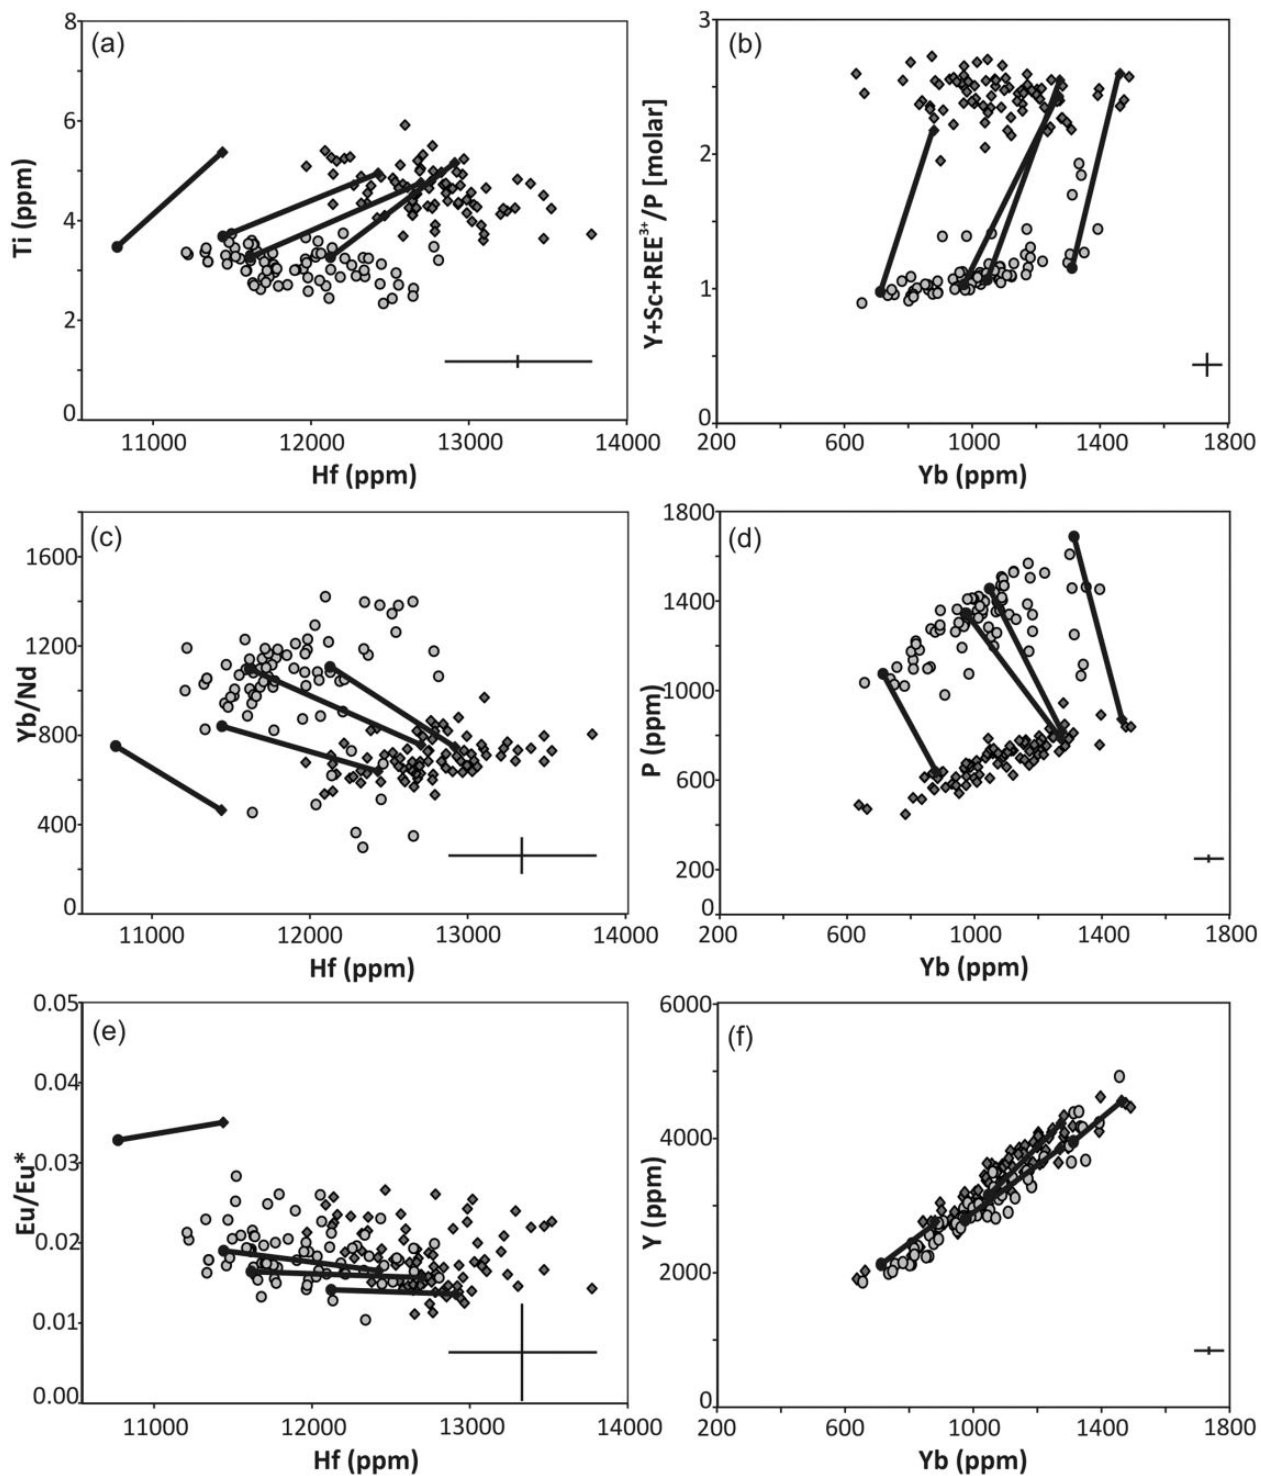 (a)
8
6
4
2
0
Ti (ppm)
11000 12000 13000 14000
Hf (ppm)
(b)
3
2
1
0
Y+Sc+REE³⁺/P [molar]
200 600 1000 1400 1800
Yb (ppm)
(c)
1600
1200
800
400
0
Yb/Nd
11000 12000 13000 14000
Hf (ppm)
(d)
1800
1400
1000
600
200
0
P (ppm)
200 600 1000 1400 1800
Yb (ppm)
(e)
0.05
0.04
0.03
0.02
0.01
0.00
Eu/Eu*
11000 12000 13000 14000
Hf (ppm)
(f)
6000
4000
2000
0
Y (ppm)
200 600 1000 1400 1800
Yb (ppm)